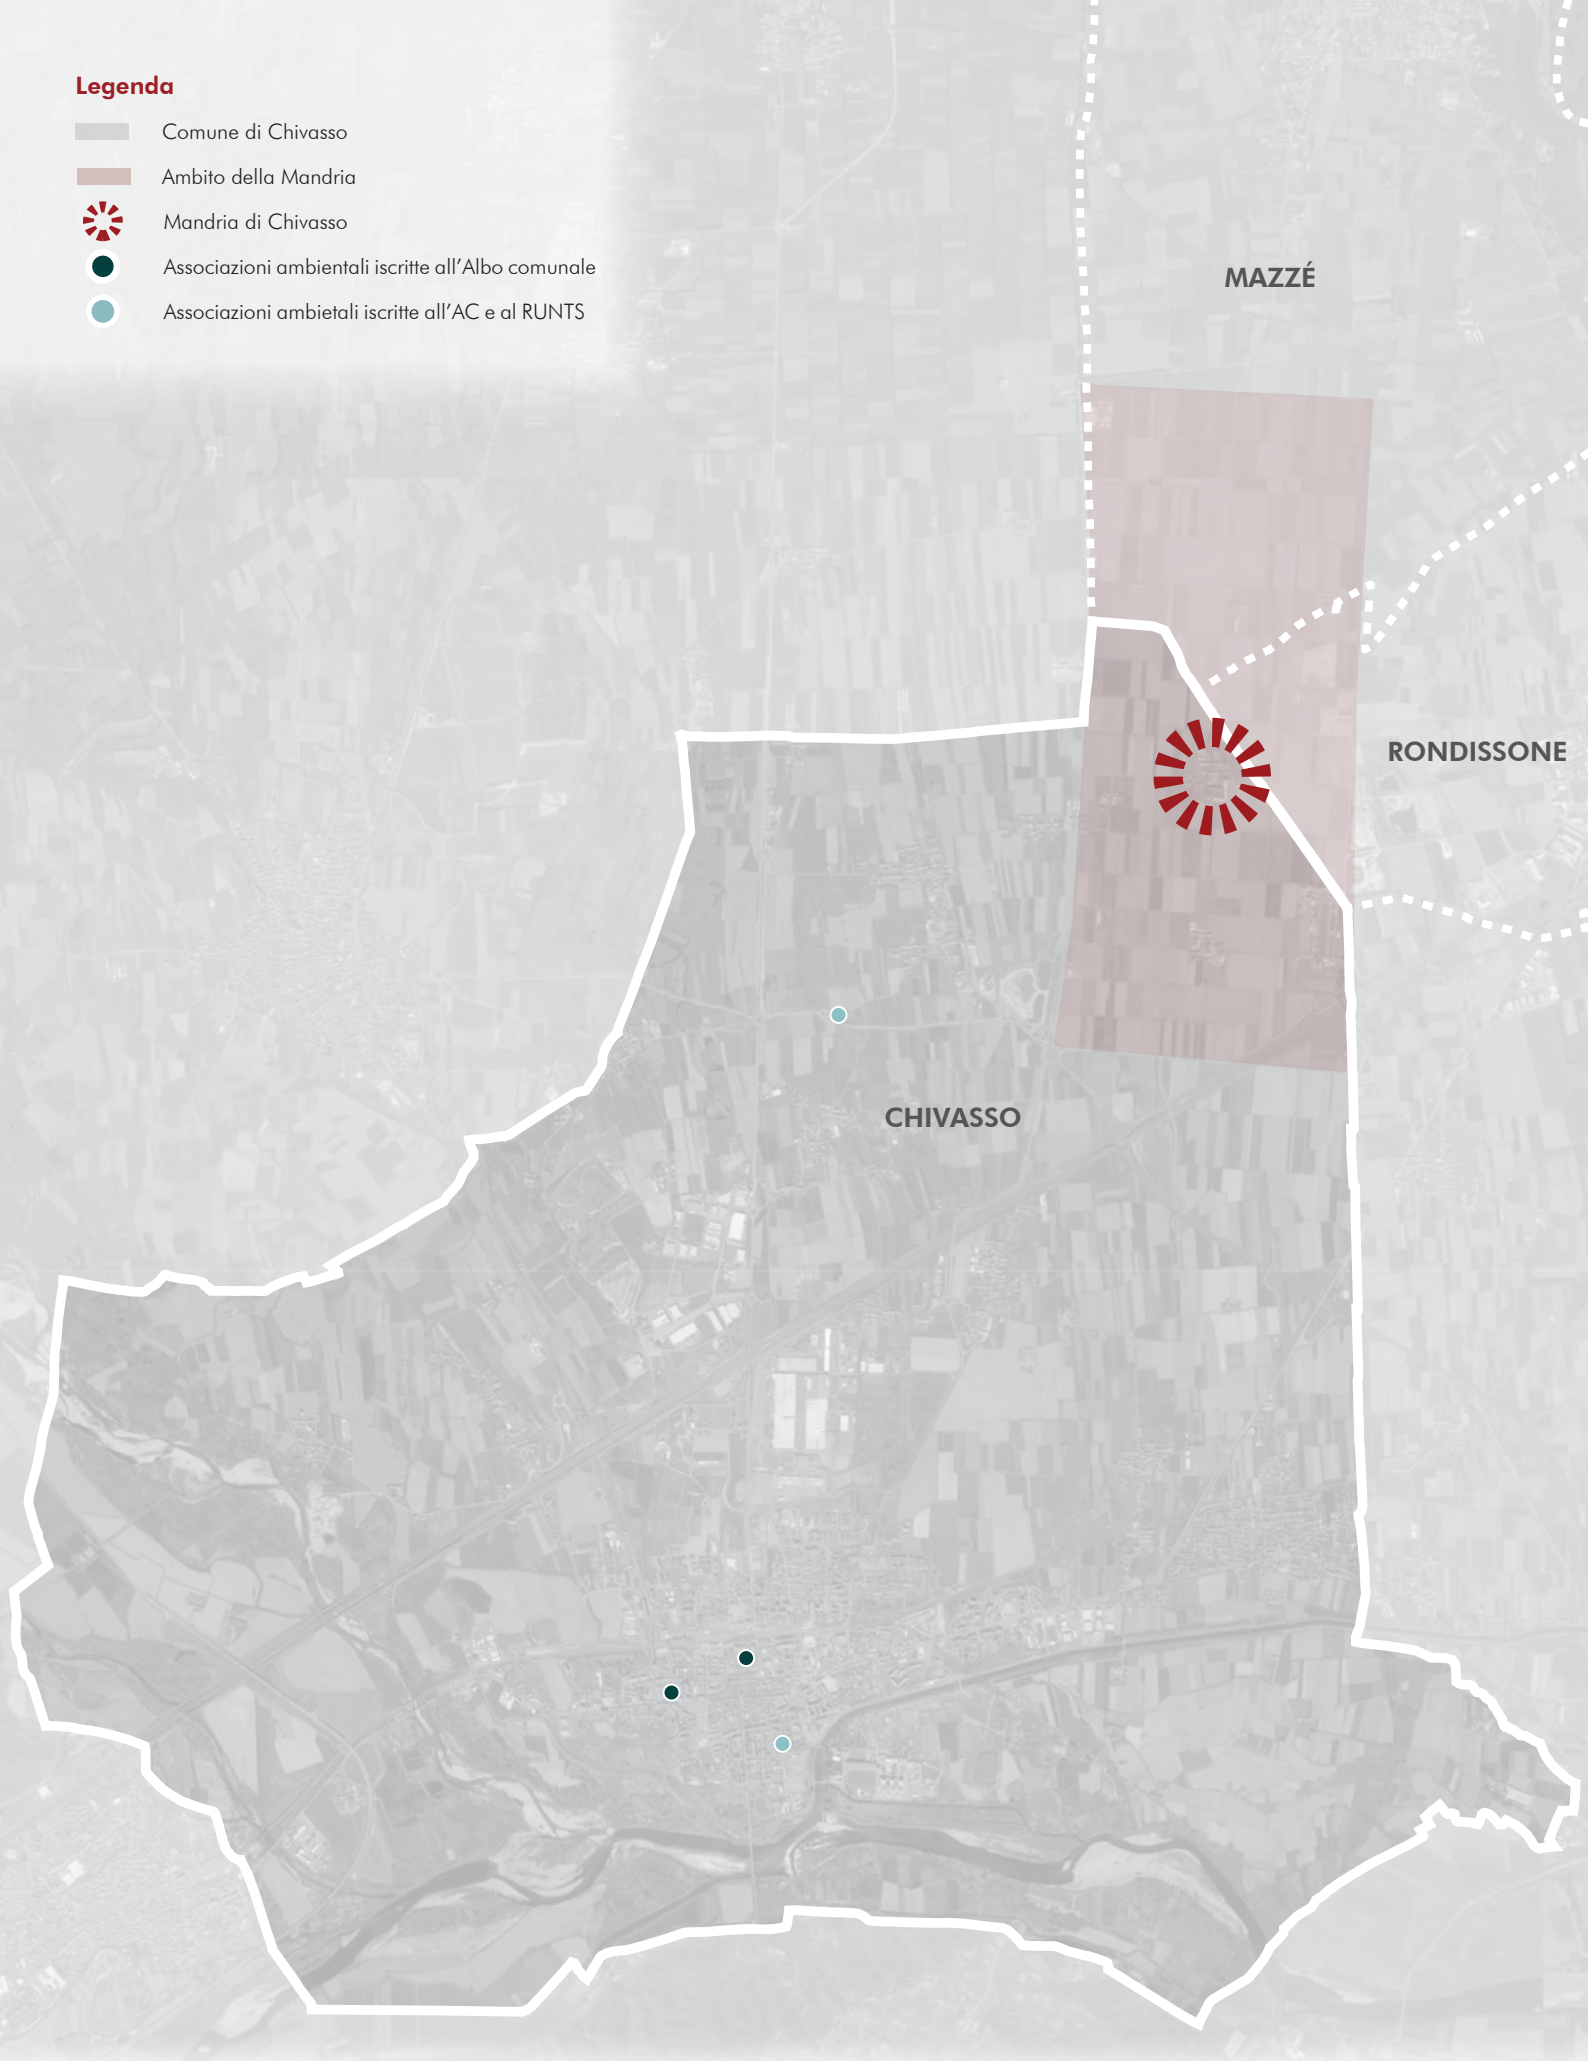 Legenda
Comune di Chivasso
Ambito della Mandria
Mandria di Chivasso
Associazioni ambientali iscritte all’Albo comunale
Associazioni ambietali iscritte all’AC e al RUNTS
MAZZÉ
RONDISSONE
CHIVASSO